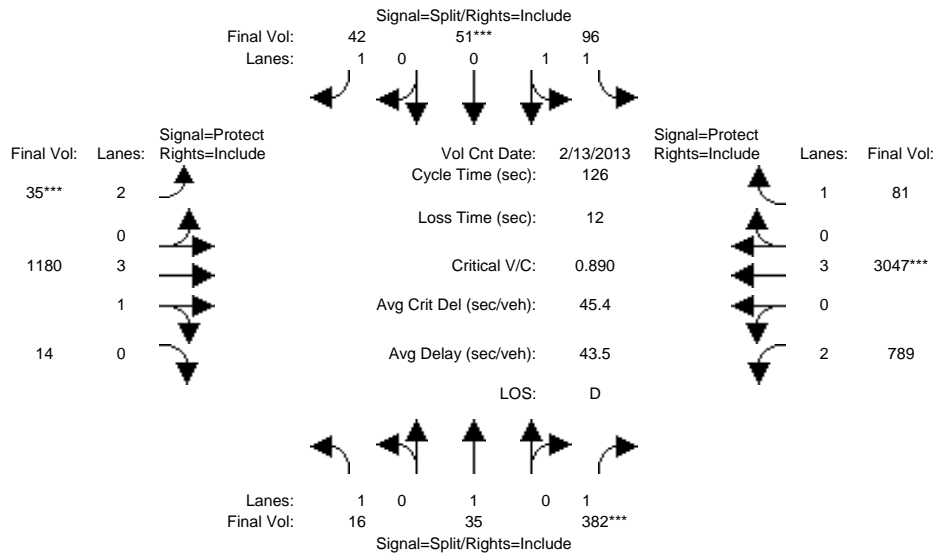 Signal=Split/Rights=Include
Final Vol: 42 51*** 96
Lanes: 1 0 0 1 1
Signal=Protect Signal=Protect
Final Vol: Lanes: Rights=Include Vol Cnt Date: 2/13/2013 Rights=Include Lanes: Final Vol:
Cycle Time (sec): 126
35*** 2 1 81
Loss Time (sec): 12
0 0
1180 3 Critical V/C: 0.890 3 3047***
1 Avg Crit Del (sec/veh): 45.4 0
14 0 Avg Delay (sec/veh): 43.5 2 789
LOS: D
Lanes: 1 0 1 0 1
Final Vol: 16 35 382***
Signal=Split/Rights=Include